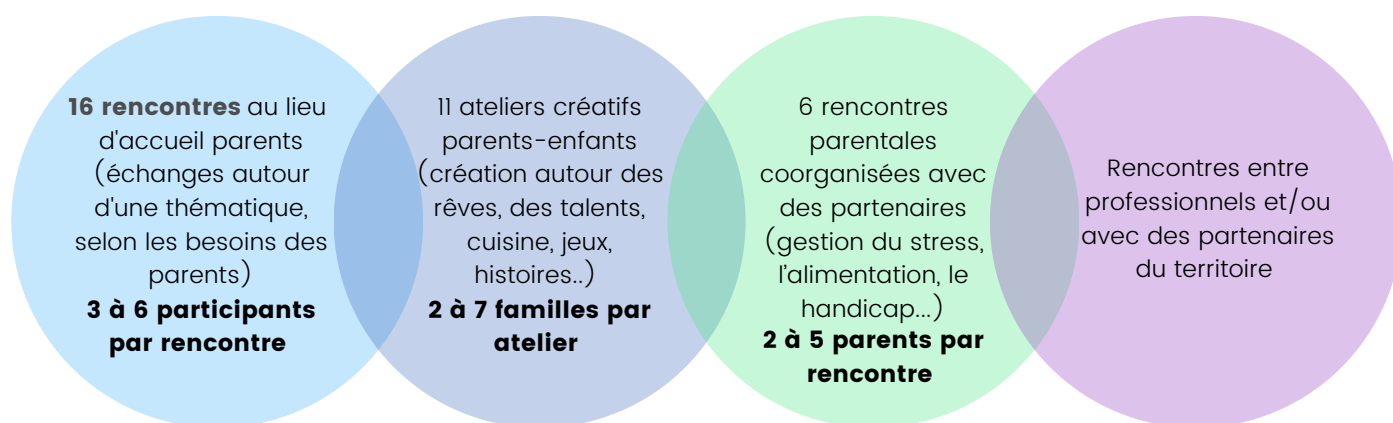 16 rencontres au lieu
d'accueil parents
(échanges autour
d'une thématique,
selon les besoins des
parents)
3 à 6 participants
par rencontre
11 ateliers créatifs
parents-enfants
(création autour des
rêves, des talents,
cuisine, jeux,
histoires..)
2 à 7 familles par
atelier
6 rencontres
parentales
coorganisées avec
des partenaires
(gestion du stress,
l'alimentation, le
handicap...)
2 à 5 parents par
rencontre
Rencontres entre
professionnels et/ou
avec des partenaires
du territoire